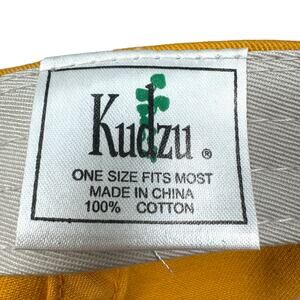 Kudzu ®
ONE SIZE FITS MOST
MADE IN CHINA
100% COTTON